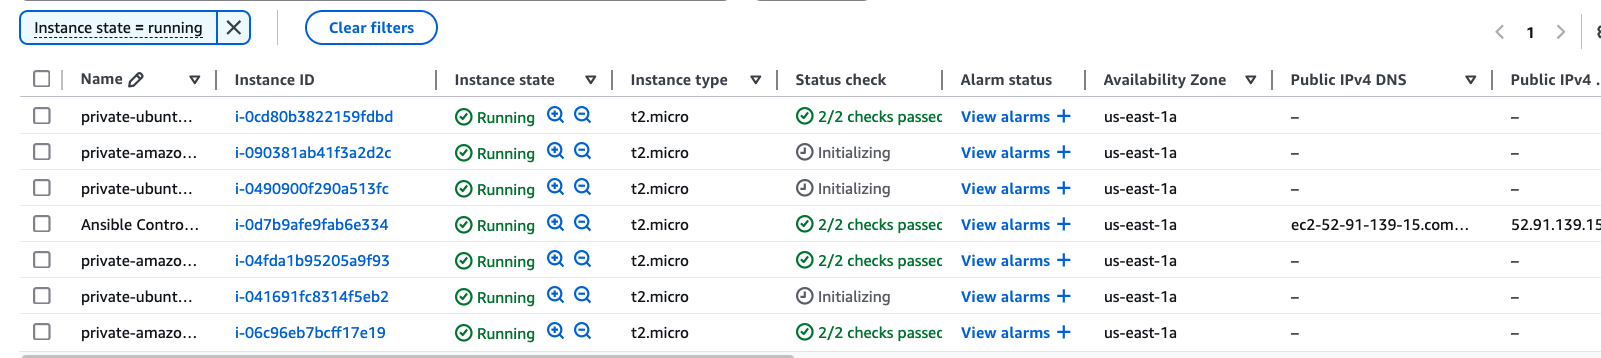 Instance state = running Clear filters 1
Name Instance ID Instance state Instance type Status check Alarm status Availability Zone Public IPv4 DNS Public IPv4 .
private-ubunt… i-0cd80b3822159fdbd Running t2.micro 2/2 checks passed View alarms + us-east-1a – –
private-amazo… i-090381ab41f3a2d2c Running t2.micro Initializing View alarms + us-east-1a – –
private-ubunt… i-0490900f290a513fc Running t2.micro Initializing View alarms + us-east-1a – –
Ansible Contro… i-0d7b9afe9fab6e334 Running t2.micro 2/2 checks passed View alarms + us-east-1a ec2-52-91-139-15.com… 52.91.139.15
private-amazo… i-04fda1b95205a9f93 Running t2.micro 2/2 checks passed View alarms + us-east-1a – –
private-ubunt… i-041691fc8314f5eb2 Running t2.micro Initializing View alarms + us-east-1a – –
private-amazo… i-06c96eb7bcff17e19 Running t2.micro 2/2 checks passed View alarms + us-east-1a – –